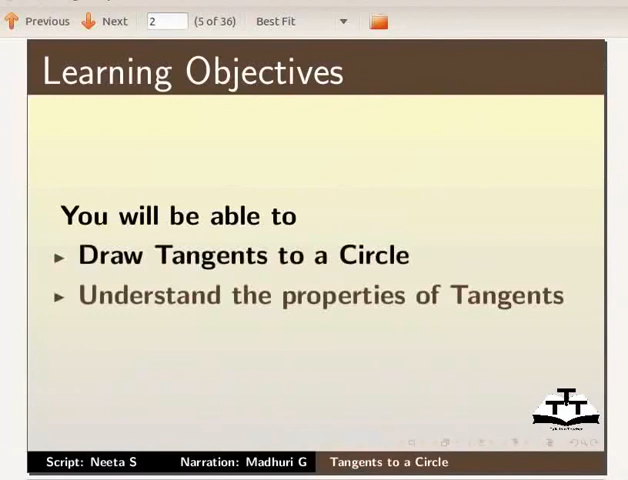 Previous Next 2 (5 of 36) Best Fit
Learning Objectives
You will be able to
Draw Tangents to a Circle
Understand the properties of Tangents
Script: Neeta S Narration: Madhuri G Tangents to a Circle